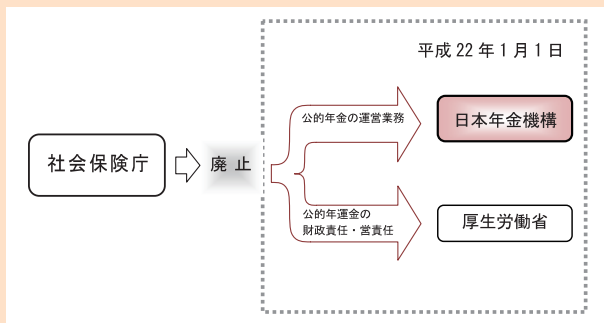 平成22年1月1日
公的年金の運営業務
日本年金機構
社会保険庁
廃止
公的年運金の
財政責任・営責任
厚生労働省